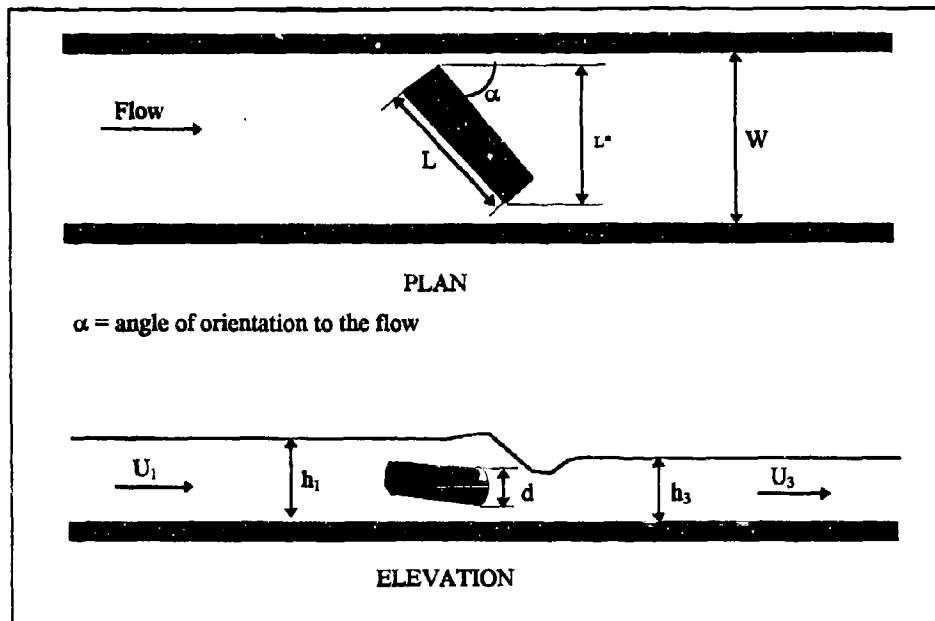 Flow
α
L
L*
W
PLAN
α = angle of orientation to the flow
U₁
h₁
d
h₃
U₃
ELEVATION